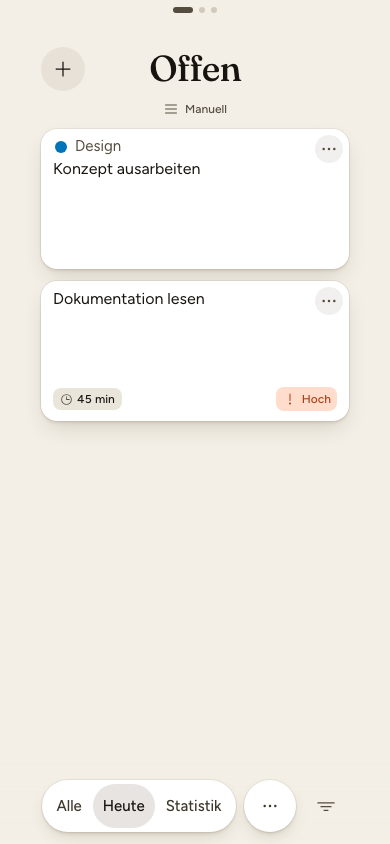 Offen
Manuell
Design
Konzept ausarbeiten
Dokumentation lesen
45 min
Hoch
Alle
Heute
Statistik